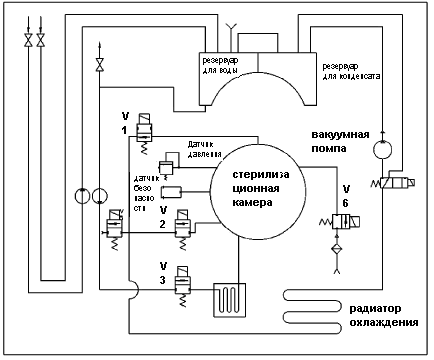 резервуар
для воды
резервуар
для конденсата
V
1
вакуумная
помпа
Датчик
давления
стерилиза
ционная
камера
датчик
безо
пасно
сти
V
2
V
6
V
3
радиатор
охлаждения